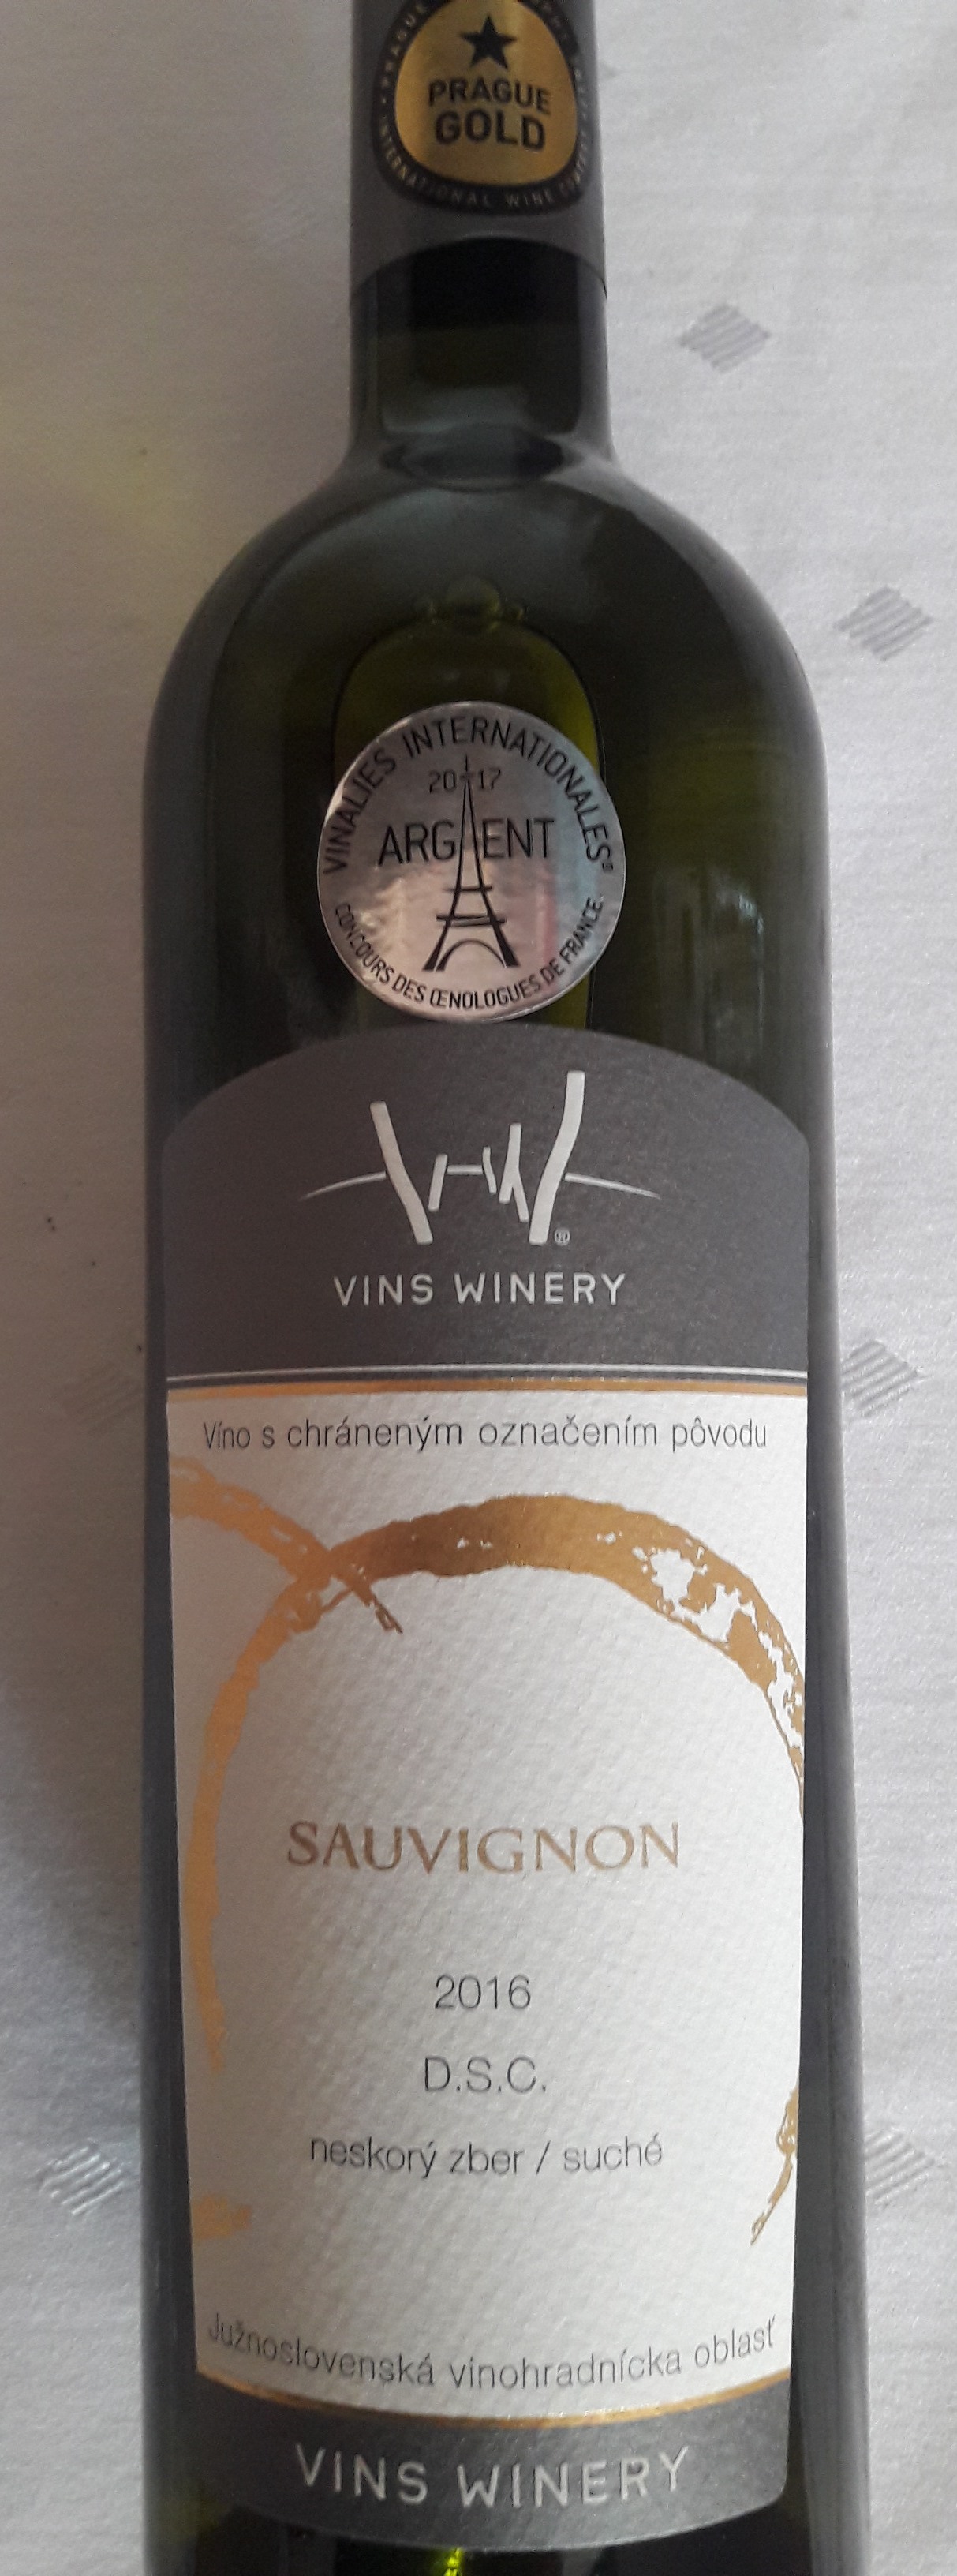 PRAGUE
GOLD
INTERNATIONAL WINE
VINALIES INTERNATIONALES®
2017
ARGENT
CONCOURS DES ŒNOLOGUES DE FRANCE
VINS WINERY
Víno s chráneným označením pôvodu
SAUVIGNON
2016
D.S.C.
neskorý zber / suché
Južnoslovenská vinohradnícka oblasť
VINS WINERY